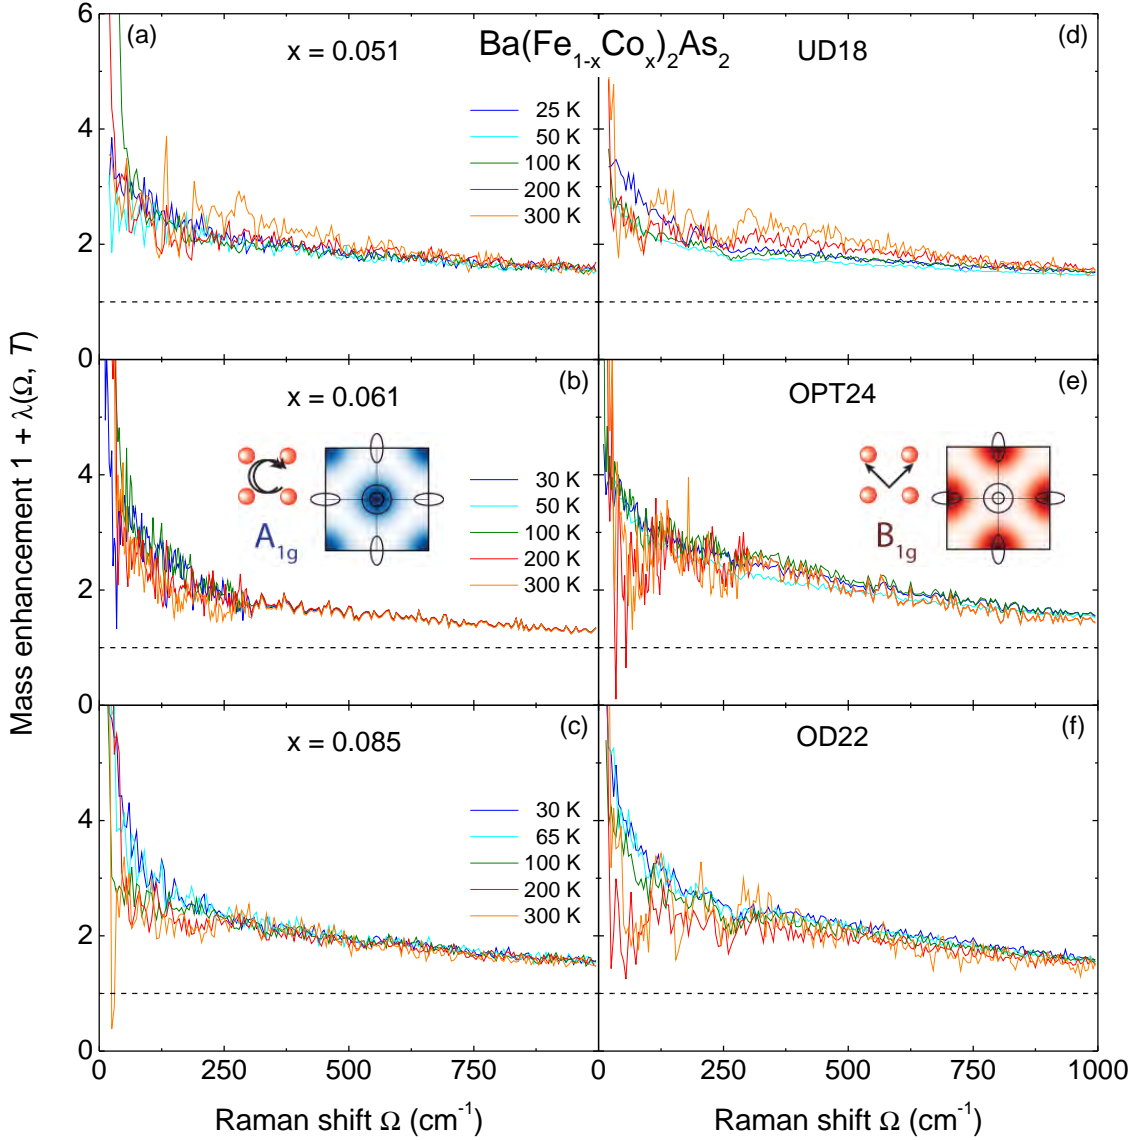 Ba(Fe₁₋ₓCoₓ)₂As₂
Mass enhancement 1 + λ(Ω, T)
6
4
2
0
(a)
x = 0.051
25 K
50 K
100 K
200 K
300 K
UD18
(d)
4
2
0
x = 0.061
(b)
A₁g
30 K
50 K
100 K
200 K
300 K
OPT24
(e)
B₁g
4
2
0
x = 0.085
(c)
30 K
65 K
100 K
200 K
300 K
OD22
(f)
0
250
500
750
0
250
500
750
1000
Raman shift Ω (cm⁻¹)
Raman shift Ω (cm⁻¹)